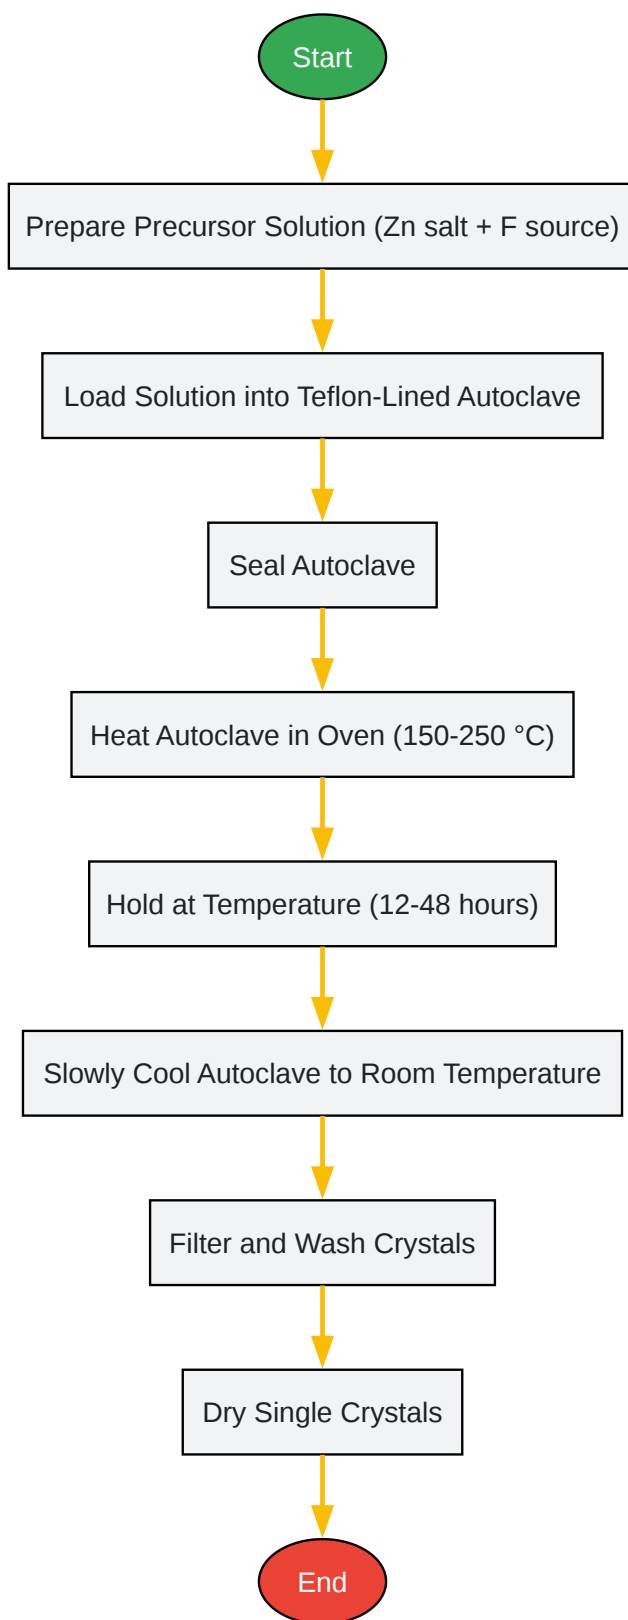 Start
Prepare Precursor Solution (Zn salt + F source)
Load Solution into Teflon-Lined Autoclave
Seal Autoclave
Heat Autoclave in Oven (150-250 °C)
Hold at Temperature (12-48 hours)
Slowly Cool Autoclave to Room Temperature
Filter and Wash Crystals
Dry Single Crystals
End